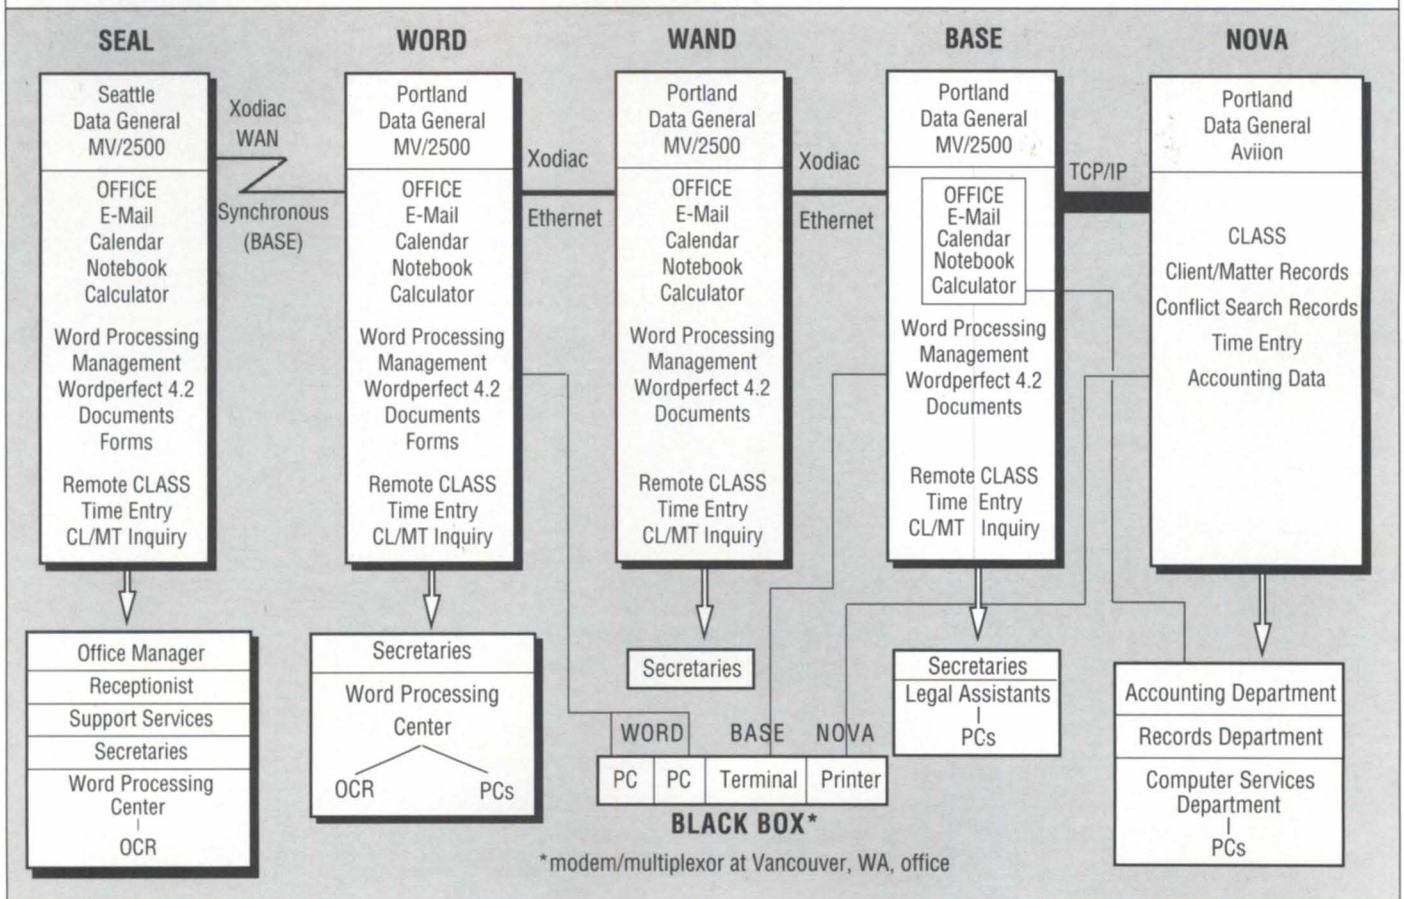 SEAL
Seattle
Data General
MV/2500
OFFICE
E-Mail
Calendar
Notebook
Calculator
Word Processing
Management
Wordperfect 4.2
Documents
Forms
Remote CLASS
Time Entry
CL/MT Inquiry
Office Manager
Receptionist
Support Services
Secretaries
Word Processing
Center
OCR
Xodiac
WAN
Synchronous
(BASE)
WORD
Portland
Data General
MV/2500
OFFICE
E-Mail
Calendar
Notebook
Calculator
Word Processing
Management
Wordperfect 4.2
Documents
Forms
Remote CLASS
Time Entry
CL/MT Inquiry
Secretaries
Word Processing
Center
OCR
PCs
Xodiac
Ethernet
WAND
Portland
Data General
MV/2500
OFFICE
E-Mail
Calendar
Notebook
Calculator
Word Processing
Management
Wordperfect 4.2
Documents
Remote CLASS
Time Entry
CL/MT Inquiry
Secretaries
Xodiac
Ethernet
BASE
Portland
Data General
MV/2500
OFFICE
E-Mail
Calendar
Notebook
Calculator
Word Processing
Management
Wordperfect 4.2
Documents
Remote CLASS
Time Entry
CL/MT Inquiry
Secretaries
Legal Assistants
PCs
TCP/IP
NOVA
Portland
Data General
Aviion
CLASS
Client/Matter Records
Conflict Search Records
Time Entry
Accounting Data
Accounting Department
Records Department
Computer Services
Department
PCs
WORD BASE NOVA
PC PC Terminal Printer
BLACK BOX*
*modem/multiplexor at Vancouver, WA, office